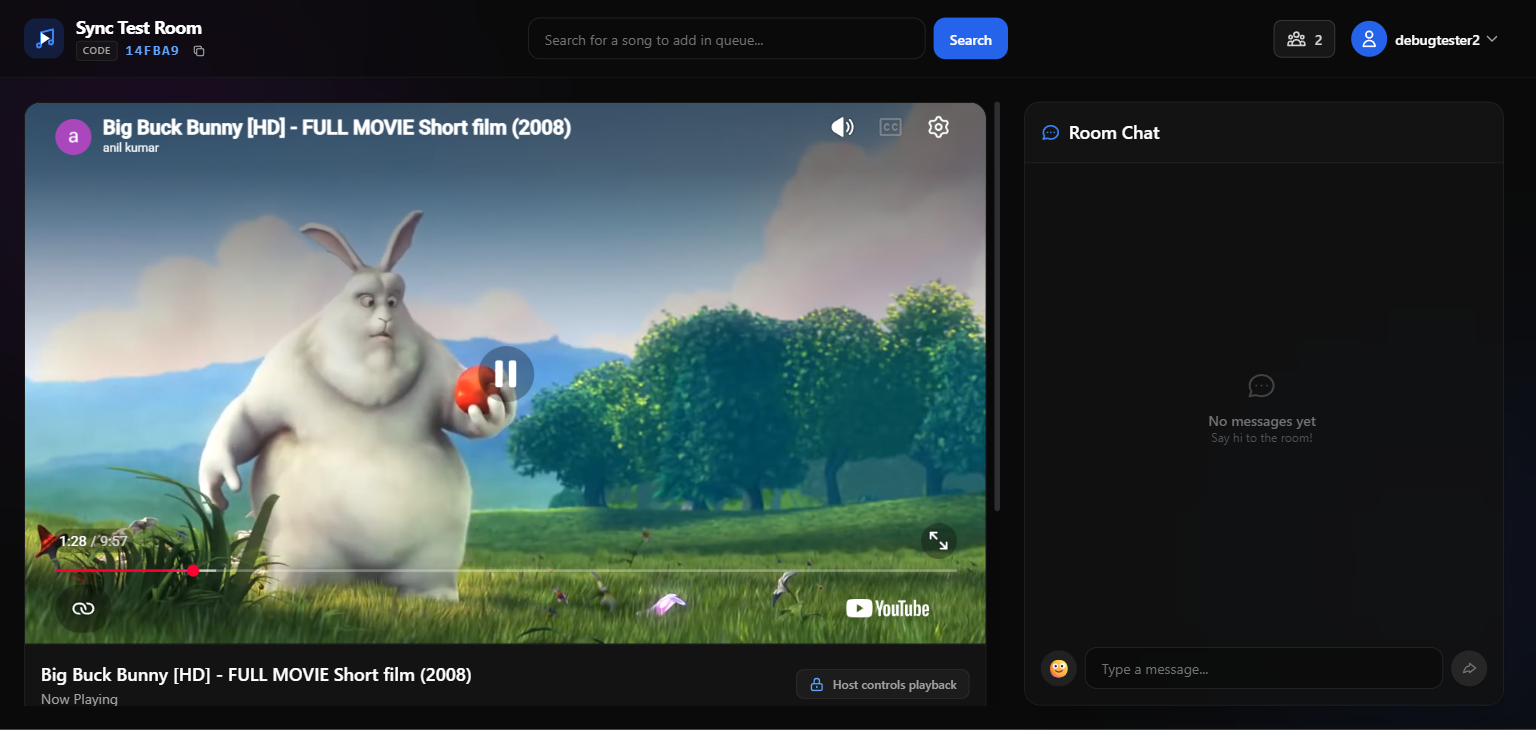 Sync Test Room
CODE 14FBA9
Search for a song to add in queue...
Search
2
debugtester2
a
Big Buck Bunny [HD] - FULL MOVIE Short film (2008)
anil kumar
CC
1:28 / 9:57
YouTube
Big Buck Bunny [HD] - FULL MOVIE Short film (2008)
Now Playing
Host controls playback
Room Chat
No messages yet
Say hi to the room!
Type a message...